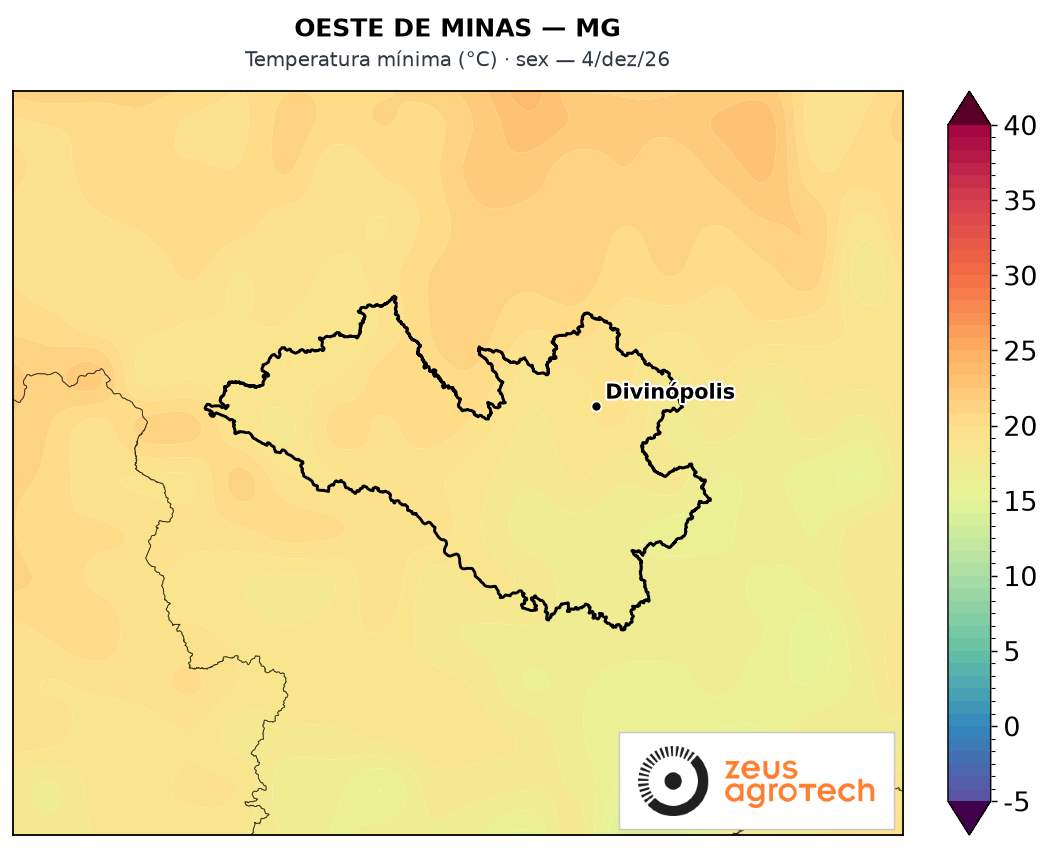 OESTE DE MINAS — MG
Temperatura mínima (°C) · sex — 4/dez/26
Divinópolis
40
35
30
25
20
15
10
5
0
-5
zeus
agrotech